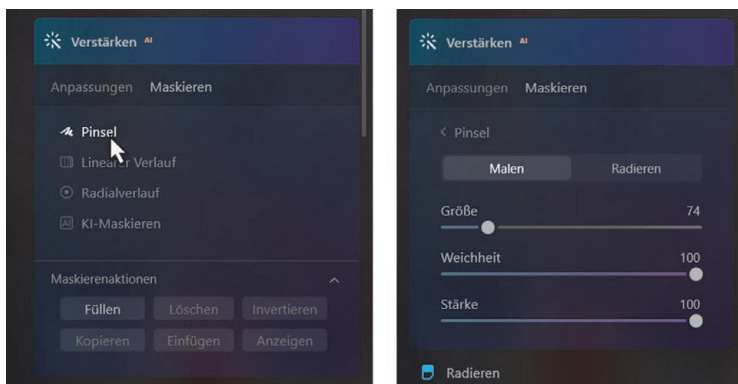 Verstärken AI
Anpassungen Maskieren
Pinsel
Linearer Verlauf
Radialverlauf
AI KI-Maskieren
Maskierenaktionen
Füllen Löschen Invertieren
Kopieren Einfügen Anzeigen
Verstärken AI
Anpassungen Maskieren
< Pinsel
Malen Radieren
Größe 74
Weichheit 100
Stärke 100
Radieren